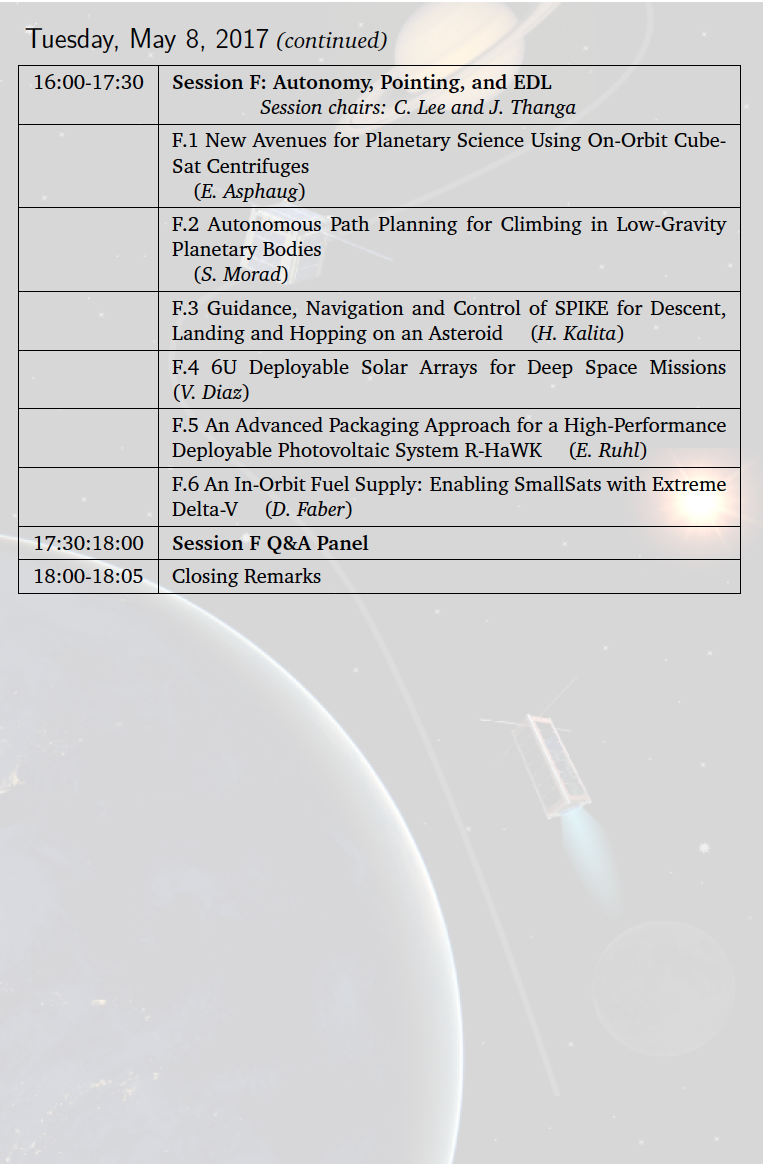 Tuesday, May 8, 2017 (continued)
16:00-17:30 Session F: Autonomy, Pointing, and EDL
Session chairs: C. Lee and J. Thanga
F.1 New Avenues for Planetary Science Using On-Orbit Cube-
Sat Centrifuges
(E. Asphaug)
F.2 Autonomous Path Planning for Climbing in Low-Gravity
Planetary Bodies
(S. Morad)
F.3 Guidance, Navigation and Control of SPIKE for Descent,
Landing and Hopping on an Asteroid (H. Kalita)
F.4 6U Deployable Solar Arrays for Deep Space Missions
(V. Diaz)
F.5 An Advanced Packaging Approach for a High-Performance
Deployable Photovoltaic System R-HaWK (E. Ruhl)
F.6 An In-Orbit Fuel Supply: Enabling SmallSats with Extreme
Delta-V (D. Faber)
17:30:18:00 Session F Q&A Panel
18:00-18:05 Closing Remarks